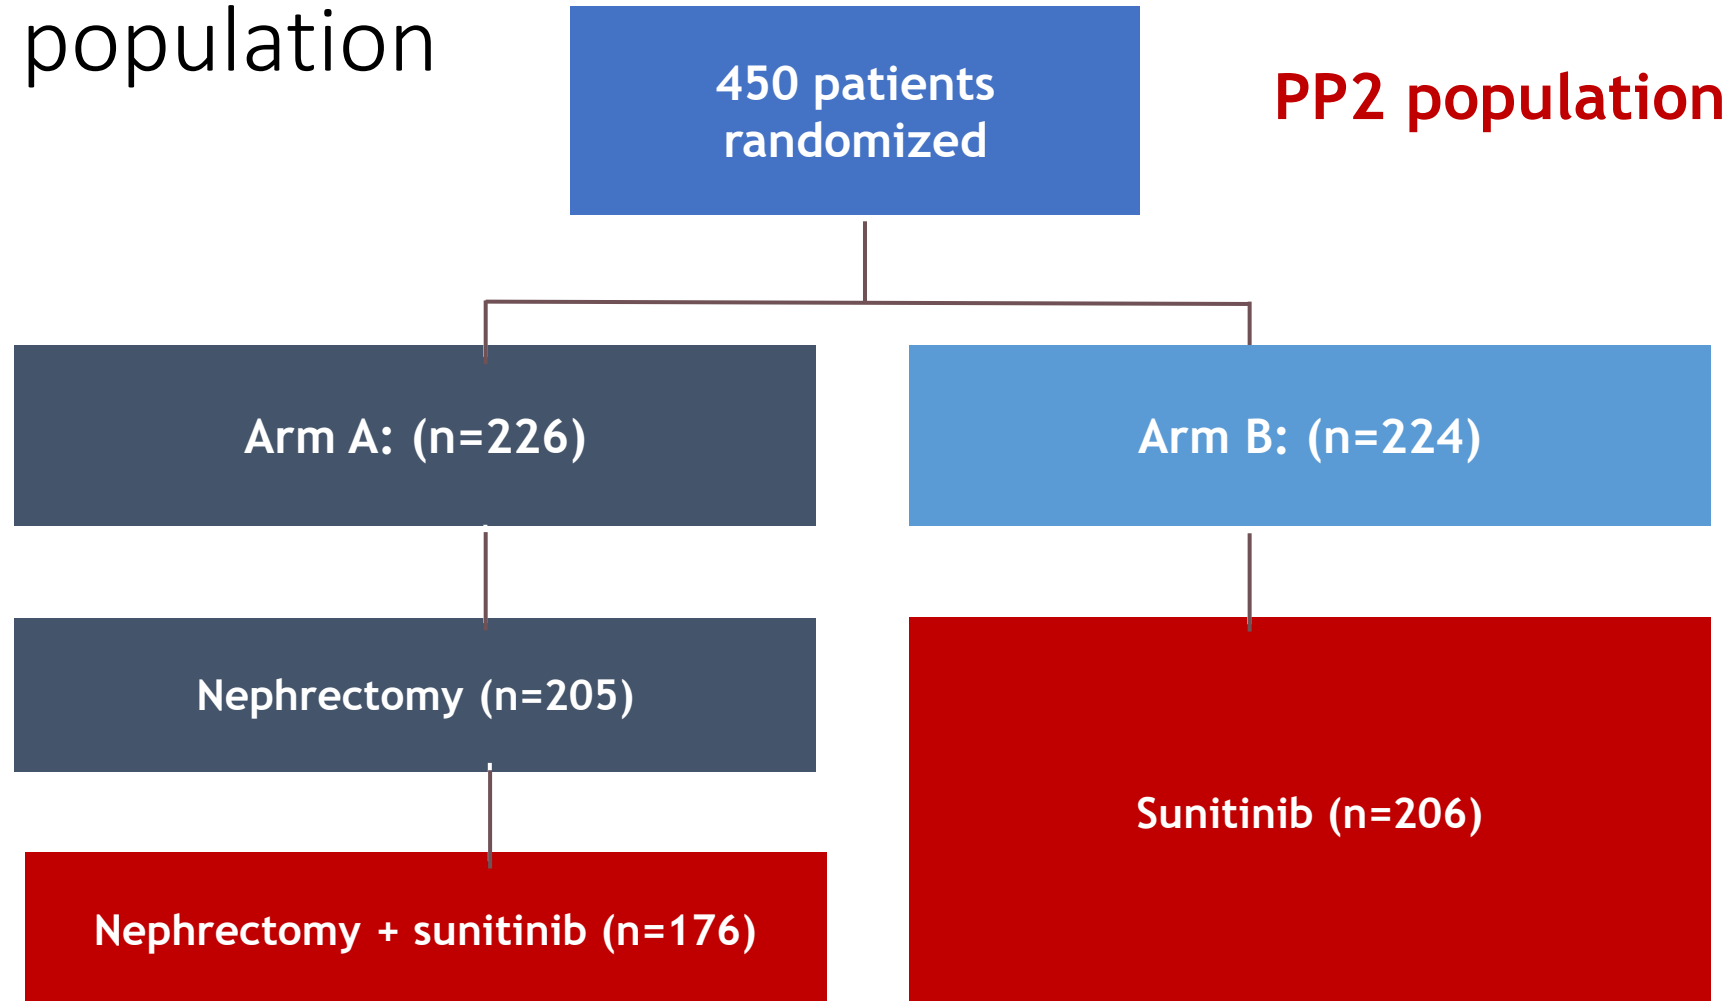 population
450 patients
randomized
PP2 population
Arm A: (n=226)
Arm B: (n=224)
Nephrectomy (n=205)
Sunitinib (n=206)
Nephrectomy + sunitinib (n=176)